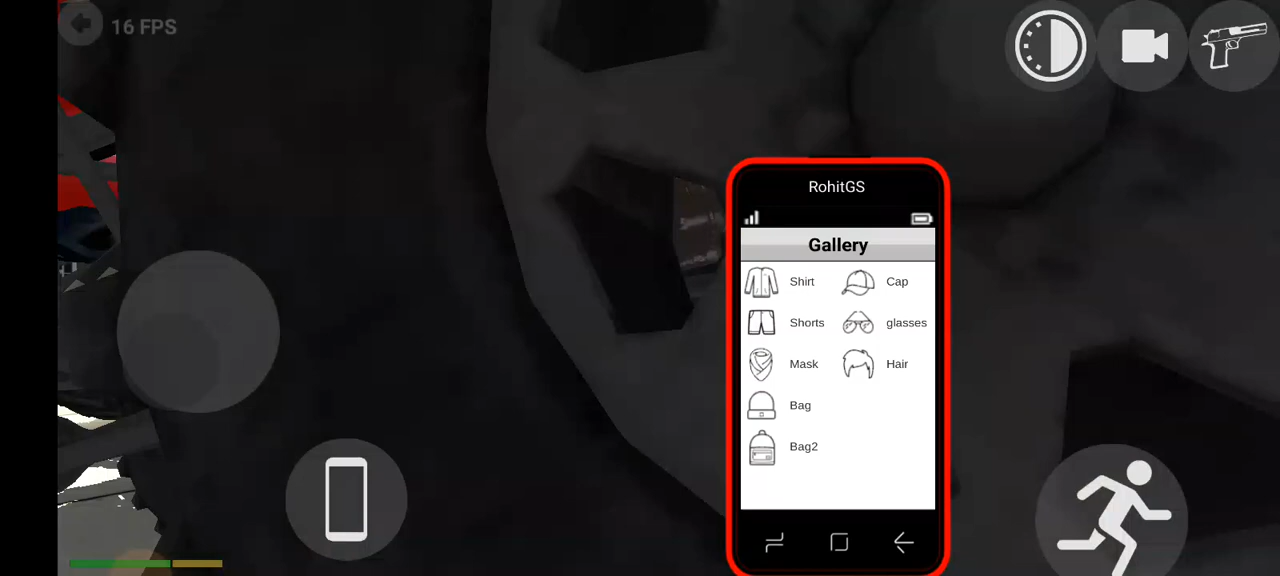 16 FPS
RohitGS
Gallery
Shirt Cap
Shorts glasses
Mask Hair
Bag
Bag2